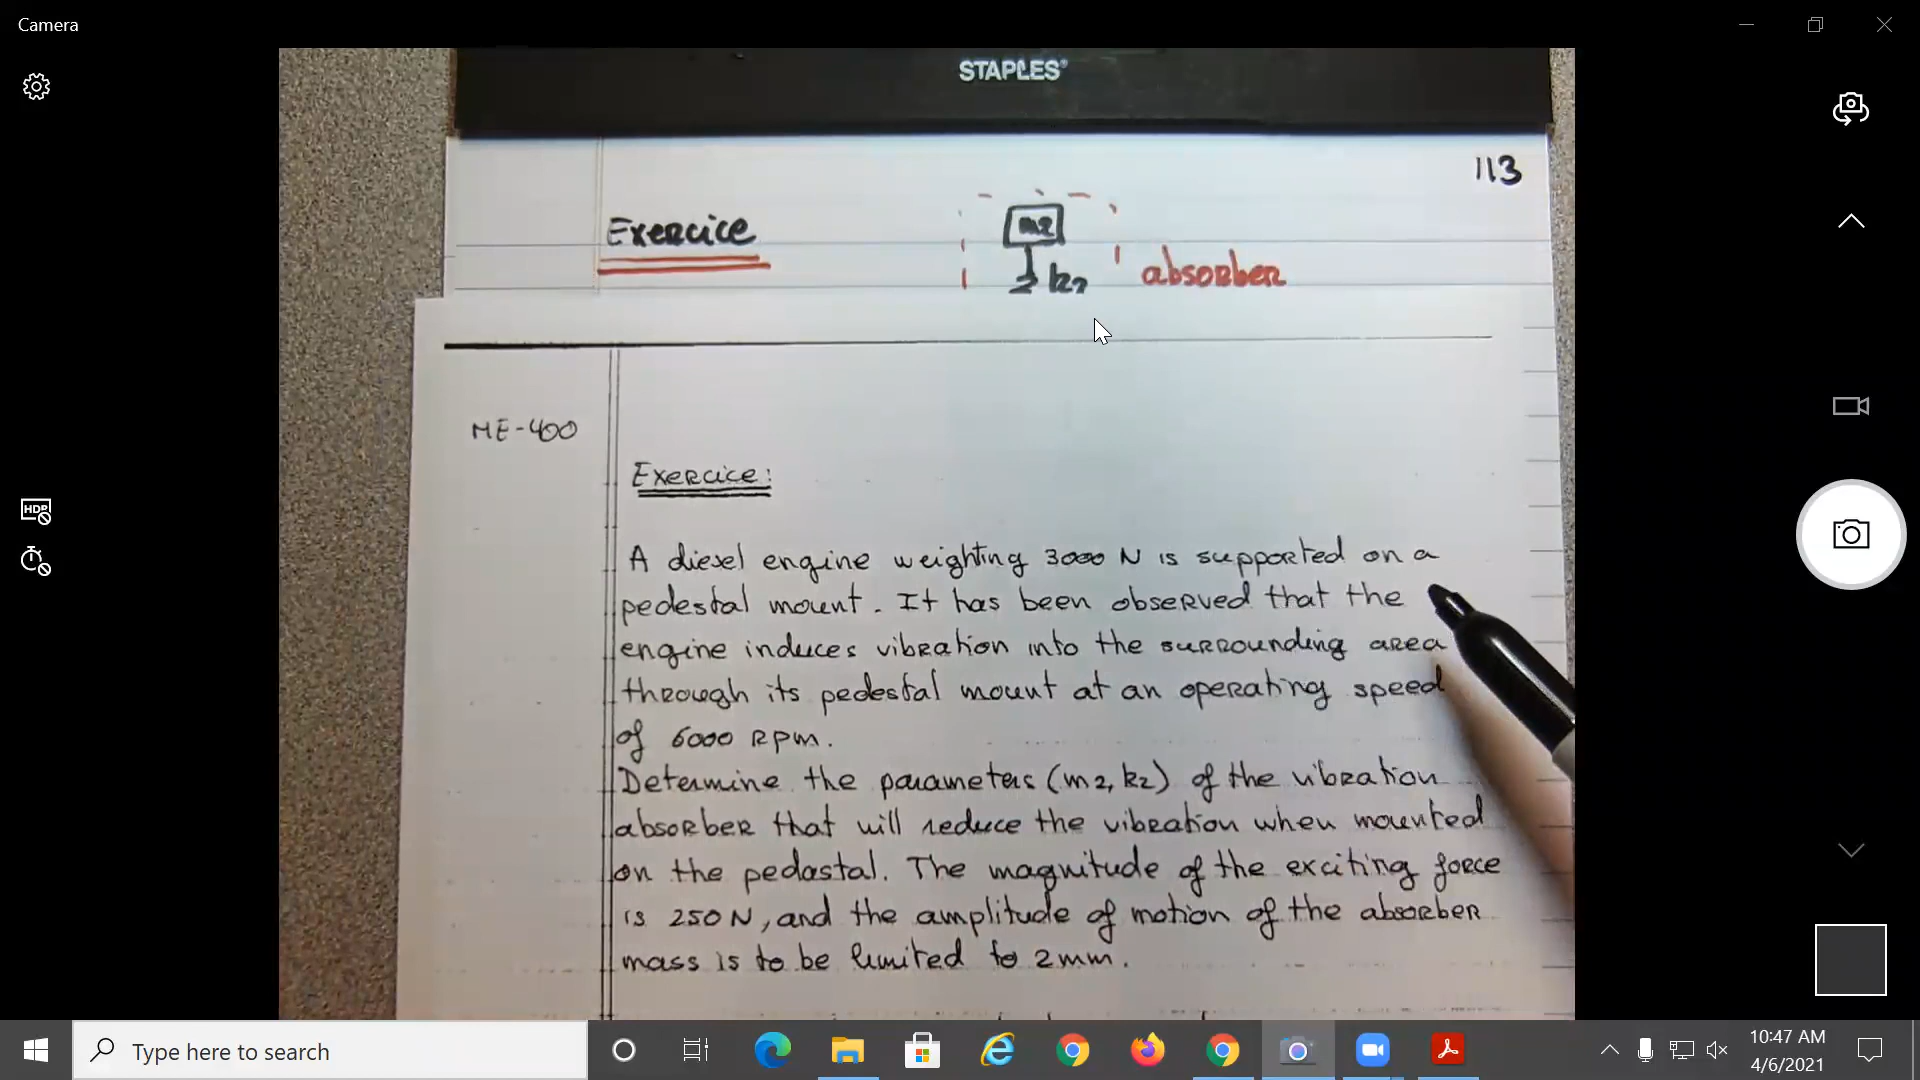 Camera
STAPLES
113
Exercice
m2
k2
absorber
ME-400
Exercice:
A diesel engine weighting 3000 N is supported on a
pedestal mount. It has been observed that the
engine induces vibration into the surrounding area
through its pedestal mount at an operating speed
of 6000 rpm.
Determine the parameters (m2, k2) of the vibration
absorber that will reduce the vibration when mounted
on the pedastal. The magnitude of the exciting force
is 250 N, and the amplitude of motion of the absorber
mass is to be limited to 2 mm.
HDR
Type here to search
10:47 AM
4/6/2021